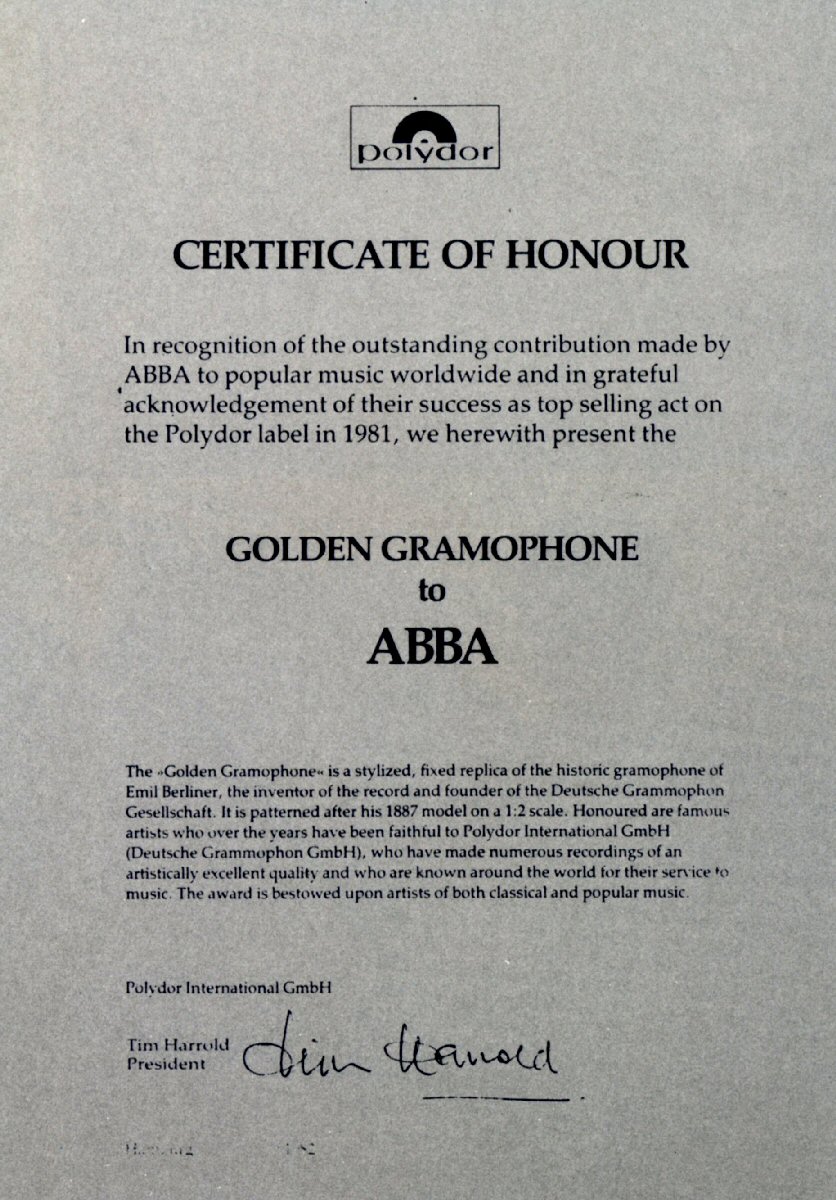 polydor
CERTIFICATE OF HONOUR
In recognition of the outstanding contribution made by
ABBA to popular music worldwide and in grateful
acknowledgement of their success as top selling act on
the Polydor label in 1981, we herewith present the
GOLDEN GRAMOPHONE
to
ABBA
The »Golden Gramophone« is a stylized, fixed replica of the historic gramophone of
Emil Berliner, the inventor of the record and founder of the Deutsche Grammophon
Gesellschaft. It is patterned after his 1887 model on a 1:2 scale. Honoured are famous
artists who over the years have been faithful to Polydor International GmbH
(Deutsche Grammophon GmbH), who have made numerous recordings of an
artistically excellent quality and who are known around the world for their service to
music. The award is bestowed upon artists of both classical and popular music.
Polydor International GmbH
Tim Harrold Tim Harrold
President